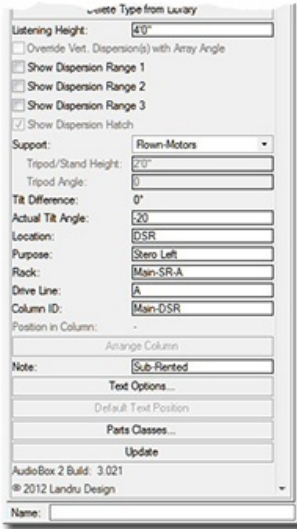 Delete Type from Library
Listening Height: 4'0"
Override Vert. Dispersion(s) with Array Angle
Show Dispersion Range 1
Show Dispersion Range 2
Show Dispersion Range 3
Show Dispersion Hatch
Support: Flown-Motors
Tripod/Stand Height: 2'0"
Tripod Angle: 0
Tilt Difference: 0°
Actual Tilt Angle: -20
Location: DSR
Purpose: Stero Left
Rack: Main-SR-A
Drive Line: A
Column ID: Main-DSR
Position in Column: -
Arrange Column
Note: Sub-Rented
Text Options...
Default Text Position
Parts Classes...
Update
AudioBox 2 Build: 3.021
® 2012 Landru Design
Name: